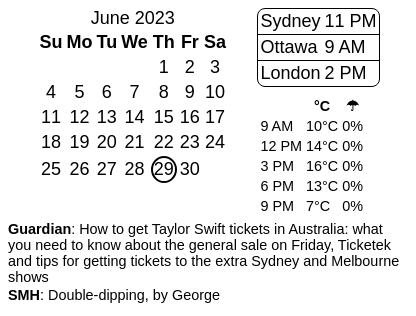 June 2023
Su Mo Tu We Th Fr Sa
1 2 3
4 5 6 7 8 9 10
11 12 13 14 15 16 17
18 19 20 21 22 23 24
25 26 27 28 29 30
Sydney 11 PM
Ottawa 9 AM
London 2 PM
°C ☂
9 AM 10°C 0%
12 PM 14°C 0%
3 PM 16°C 0%
6 PM 13°C 0%
9 PM 7°C 0%
Guardian: How to get Taylor Swift tickets in Australia: what
you need to know about the general sale on Friday, Ticketek
and tips for getting tickets to the extra Sydney and Melbourne
shows
SMH: Double-dipping, by George